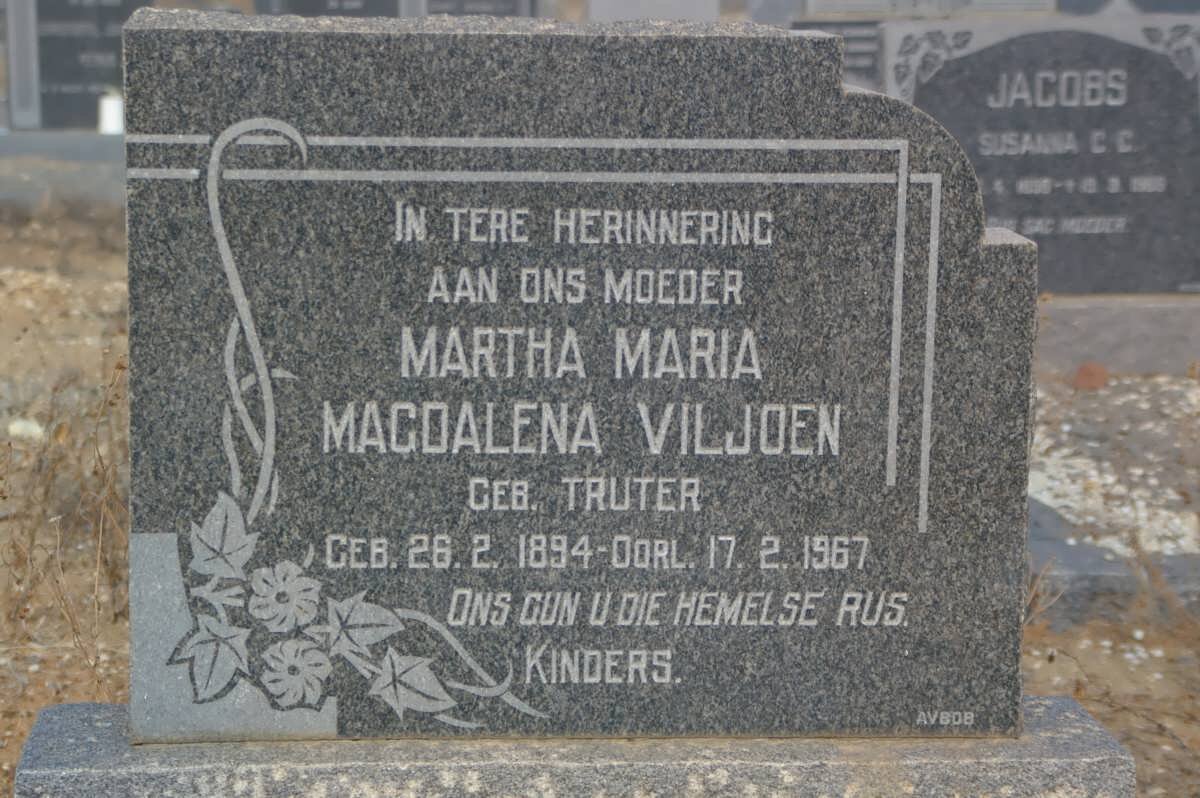 IN TERE HERINNERING
AAN ONS MOEDER
MARTHA MARIA
MAGDALENA VILJOEN
GEB. TRUTER
GEB. 26. 2. 1894-OORL. 17. 2. 1967
ONS GUN U DIE HEMELSE RUS.
KINDERS.
AVBOB
JACOBS
SUSANNA C. C.
MOEDER